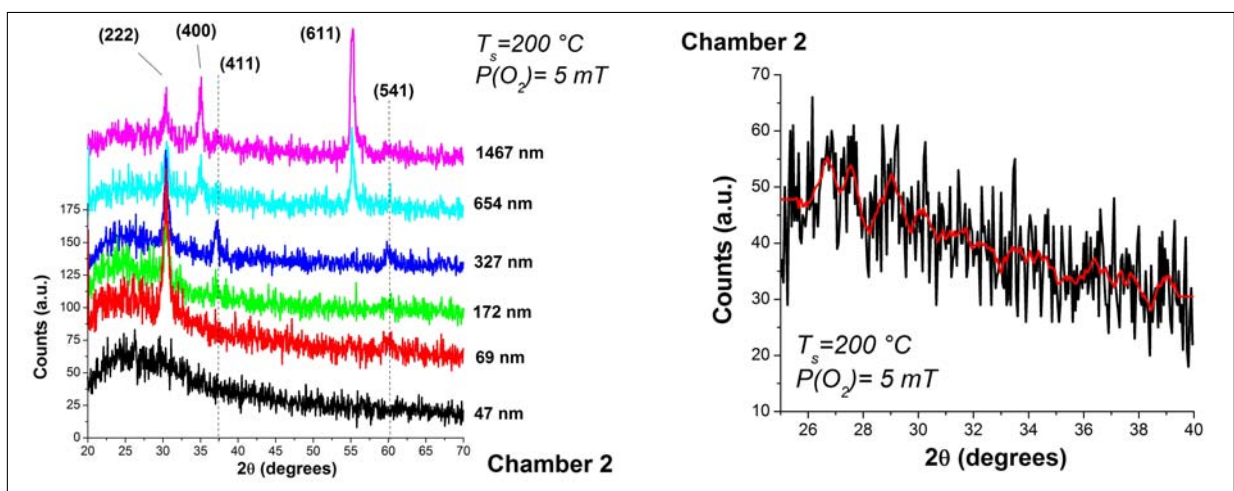 (222)
(400)
(611)
(411)
(541)
T_s=200 °C
P(O_2)= 5 mT
1467 nm
654 nm
327 nm
172 nm
69 nm
47 nm
Counts (a.u.)
175
150
125
100
75
50
25
0
20 25 30 35 40 45 50 55 60 65 70
2θ (degrees)
Chamber 2
Chamber 2
Counts (a.u.)
70
60
50
40
30
20
10
T_s=200 °C
P(O_2)= 5 mT
26 28 30 32 34 36 38 40
2θ (degrees)